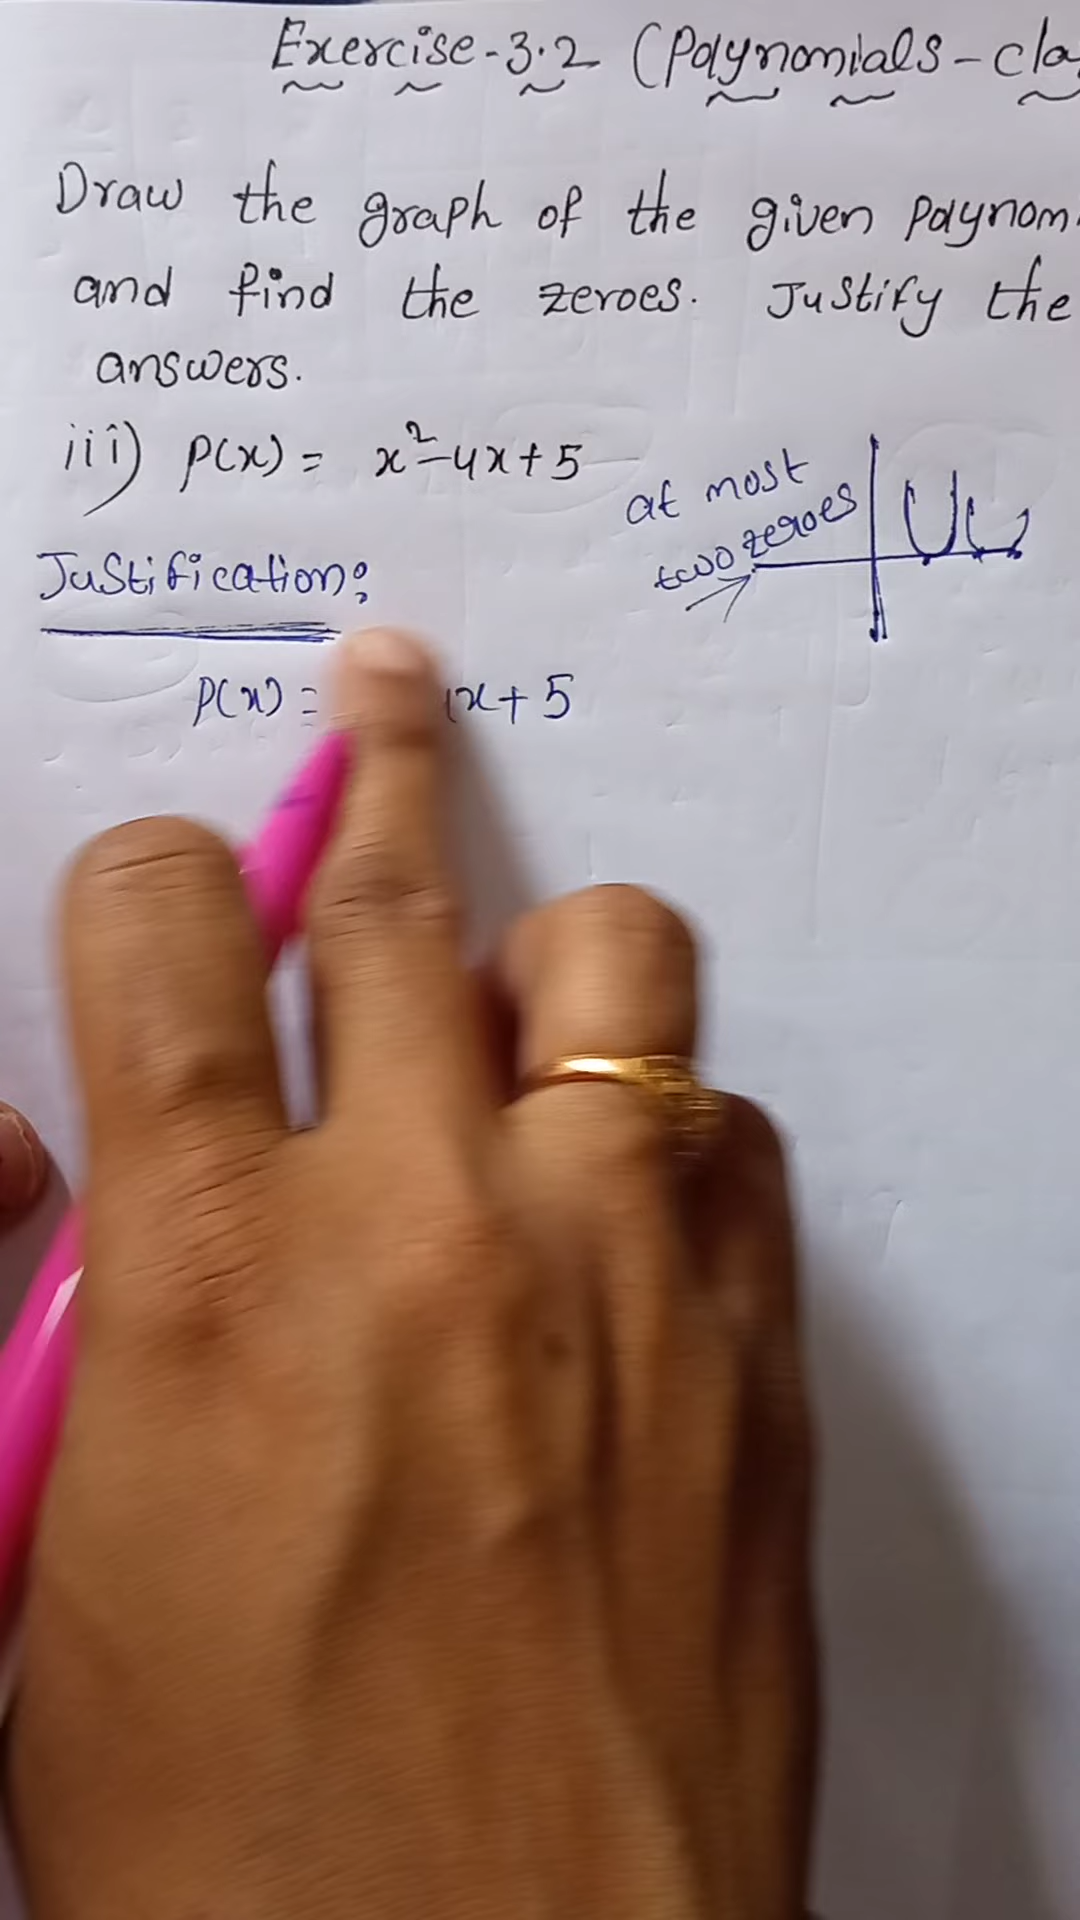 Exercise-3.2 (Polynomials - cla
Draw the graph of the given Polynom
and find the zeroes. Justify the
answers.
iii) P(x) = x²-4x+5
at most
two zeroes
Justification:
P(x) = x+5